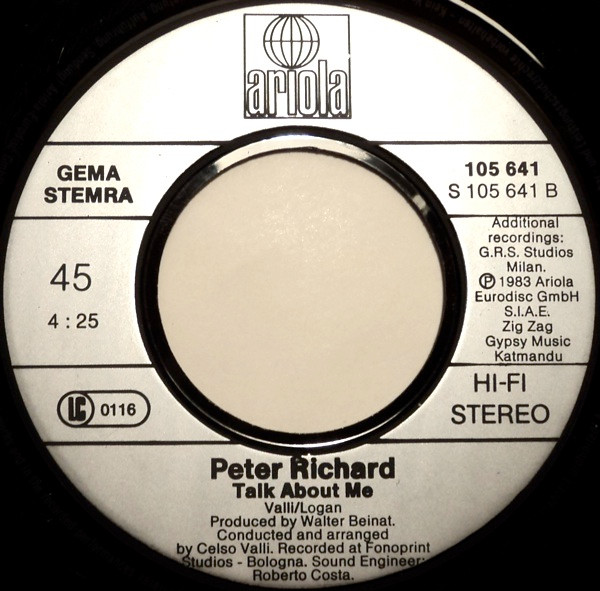 ariola
GEMA
STEMRA
105 641
S 105 641 B
45
4 : 25
Additional
recordings:
G.R.S. Studios
Milan.
Ⓟ 1983 Ariola
Eurodisc GmbH
S.I.A.E.
Zig Zag
Gypsy Music
Katmandu
LC 0116
HI-FI
STEREO
Peter Richard
Talk About Me
Valli/Logan
Produced by Walter Beinat.
Conducted and arranged
by Celso Valli. Recorded at Fonoprint
Studios - Bologna. Sound Engineer:
Roberto Costa.